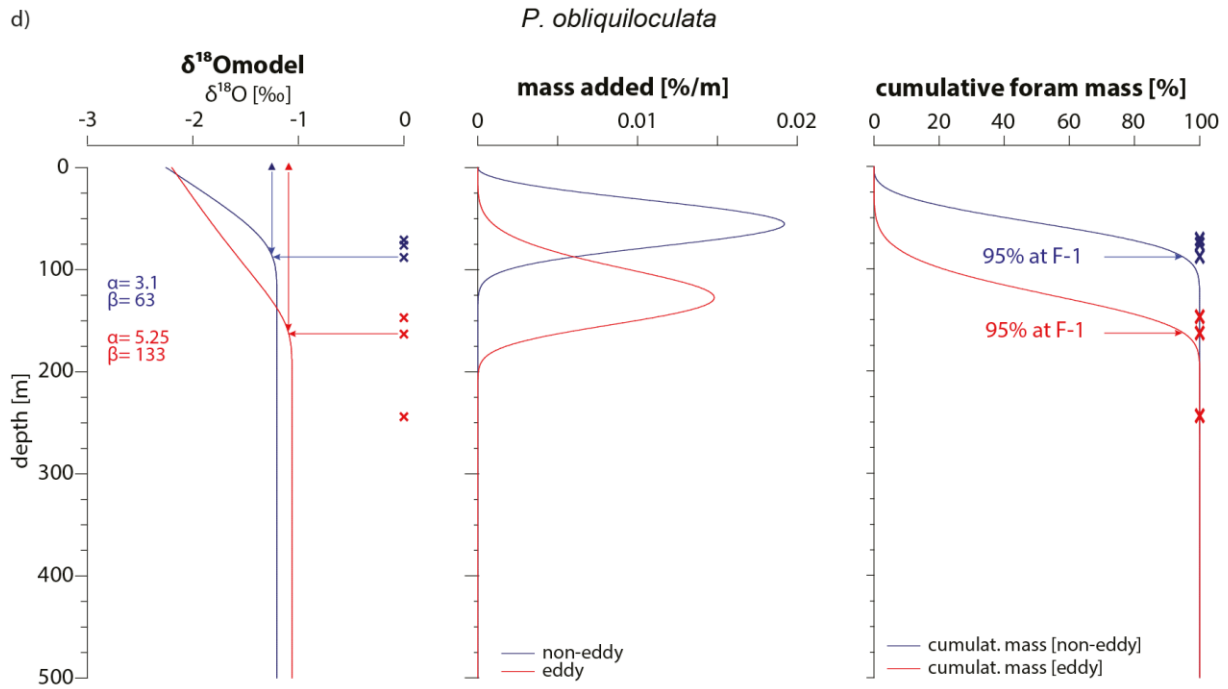 d)
P. obliquiloculata
δ¹⁸Omodel
δ¹⁸O [‰]
-3 -2 -1 0
mass added [%/m]
0 0.01 0.02
cumulative foram mass [%]
0 20 40 60 80 100
depth [m]
0
100
200
300
400
500
α= 3.1
β= 63
α= 5.25
β= 133
non-eddy
eddy
95% at F-1
95% at F-1
cumulat. mass [non-eddy]
cumulat. mass [eddy]